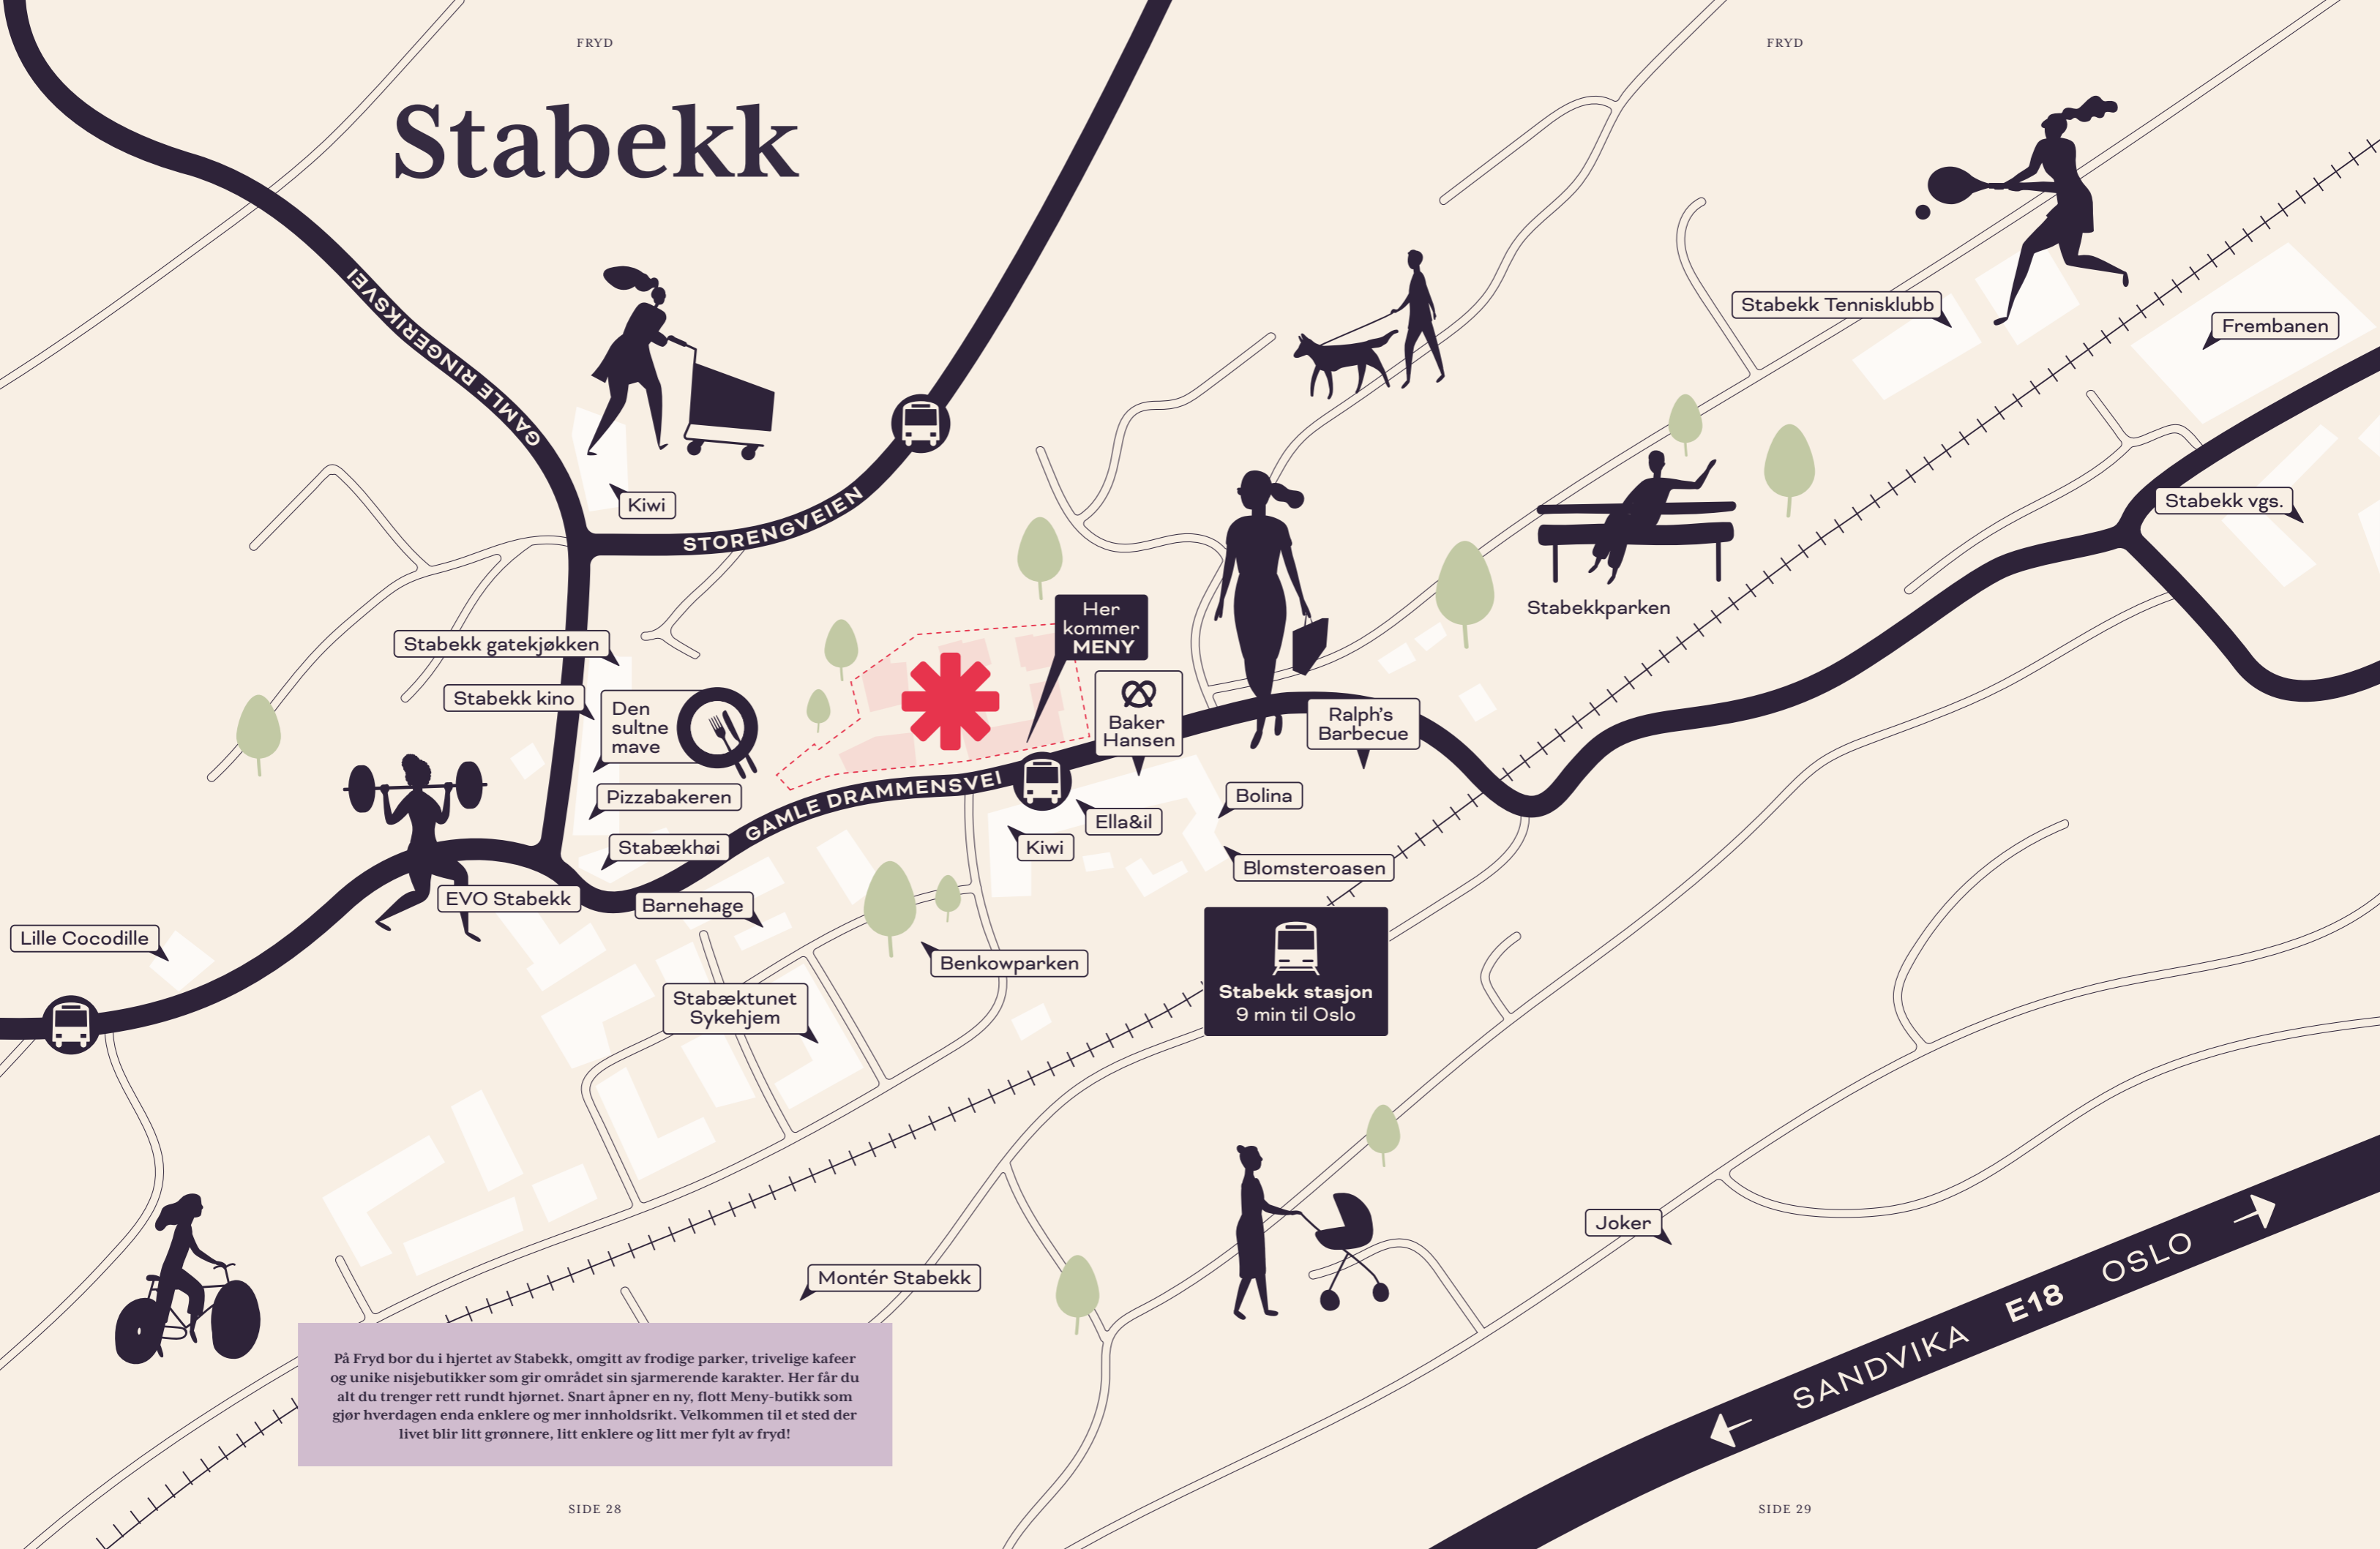 FRYD
FRYD
Stabekk
GAMLE RINGERIKSVEI
Stabekk Tennisklubb
Frembanen
Kiwi
STORENGVEIEN
Stabekk vgs.
Stabekkparken
Her
kommer
MENY
Stabekk gatekjøkken
Stabekk kino
Den
sultne
mave
Baker
Hansen
Ralph's
Barbecue
Pizzabakeren
GAMLE DRAMMENSVEI
Bolina
Ella&il
Stabækhøi
Kiwi
Blomsteroasen
EVO Stabekk
Barnehage
Lille Cocodille
Benkowparken
Stabæktunet
Sykehjem
Stabekk stasjon
9 min til Oslo
Joker
Montér Stabekk
SANDVIKA E18 OSLO
På Fryd bor du i hjertet av Stabekk, omgitt av frodige parker, trivelige kafeer
og unike nisjebutikker som gir området sin sjarmerende karakter. Her får du
alt du trenger rett rundt hjørnet. Snart åpner en ny, flott Meny-butikk som
gjør hverdagen enda enklere og mer innholdsrikt. Velkommen til et sted der
livet blir litt grønnere, litt enklere og litt mer fylt av fryd!
SIDE 28
SIDE 29